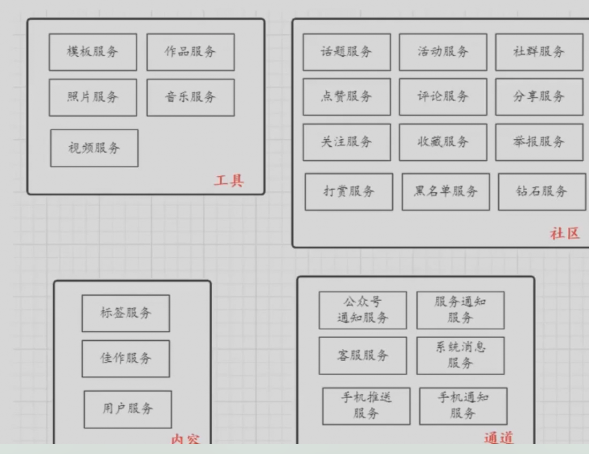 模板服务
作品服务
照片服务
音乐服务
视频服务
工具
话题服务
活动服务
社群服务
点赞服务
评论服务
分享服务
关注服务
收藏服务
举报服务
打赏服务
黑名单服务
钻石服务
社区
标签服务
佳作服务
用户服务
内容
公众号
通知服务
服务通知
服务
客服服务
系统消息
服务
手机推送
服务
手机通知
服务
通道